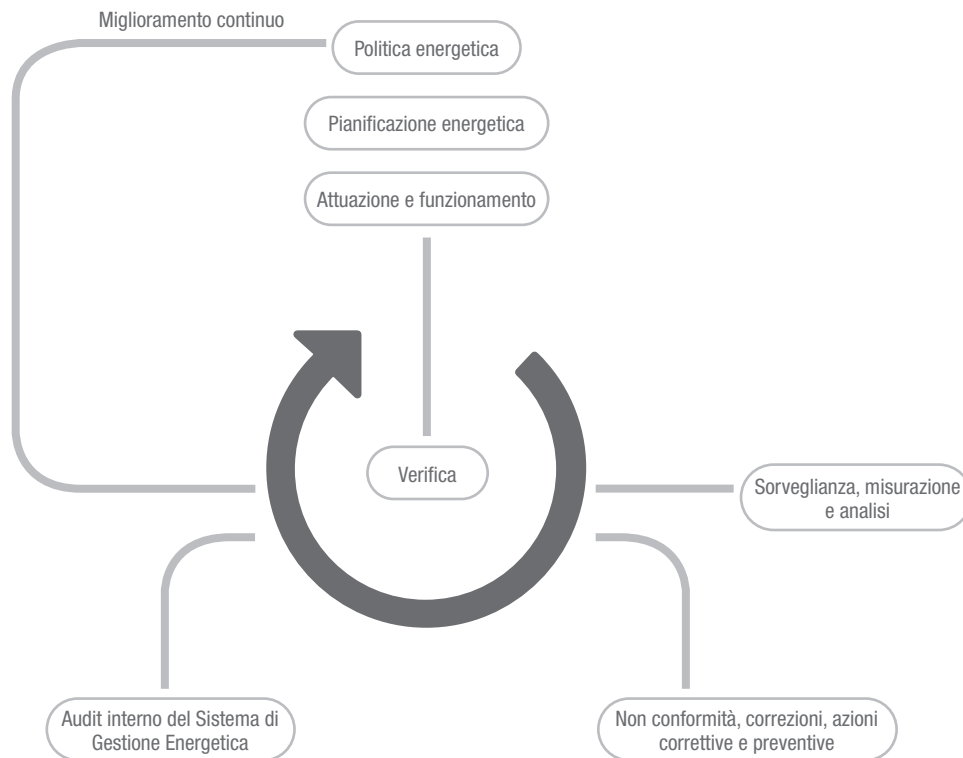 Miglioramento continuo
Politica energetica
Pianificazione energetica
Attuazione e funzionamento
Verifica
Sorveglianza, misurazione
e analisi
Audit interno del Sistema di
Gestione Energetica
Non conformità, correzioni, azioni
correttive e preventive